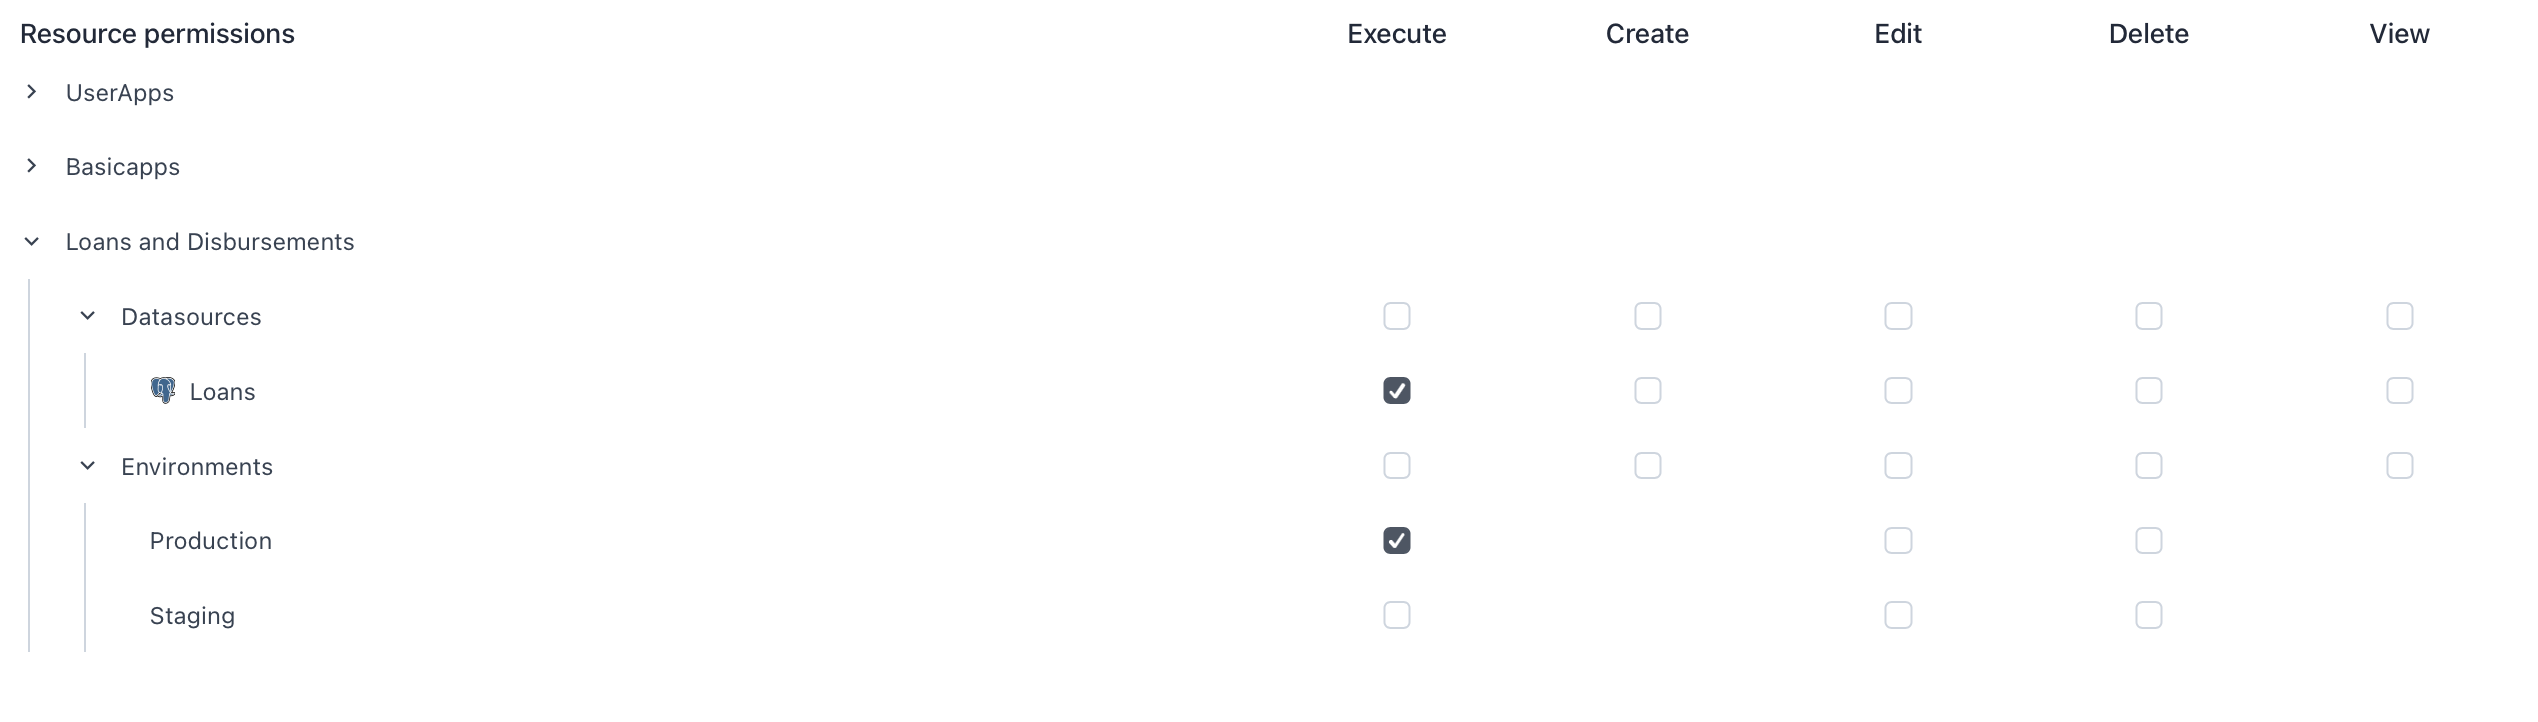 Resource permissions Execute Create Edit Delete View
UserApps
Basicapps
Loans and Disbursements
Datasources
Loans
Environments
Production
Staging